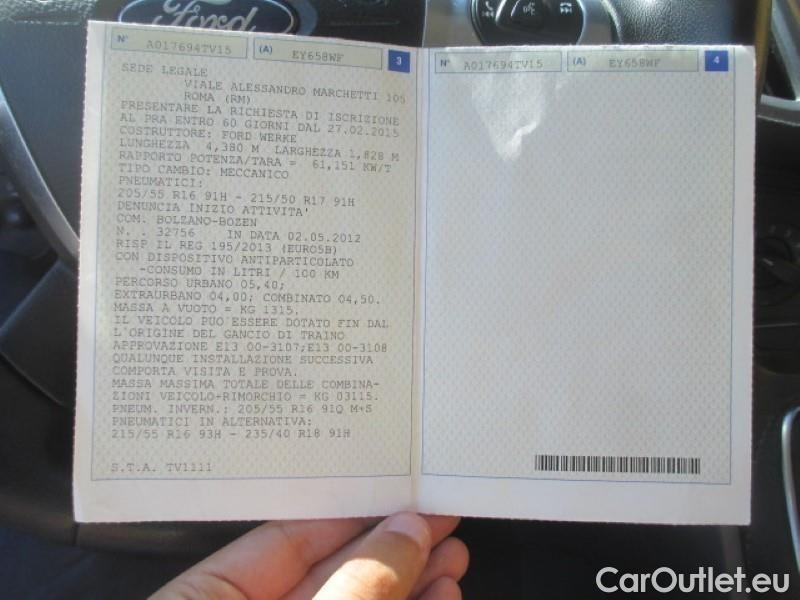 Ford
N° A017694TV15 (A) EY658WF 3
SEDE LEGALE
VIALE ALESSANDRO MARCHETTI 105
ROMA (RM)
PRESENTARE LA RICHIESTA DI ISCRIZIONE
AL PRA ENTRO 60 GIORNI DAL 27.02.2015
COSTRUTTORE: FORD WERKE
LUNGHEZZA 4,380 M LARGHEZZA 1,828 M
RAPPORTO POTENZA/TARA = 61,151 KW/T
TIPO CAMBIO: MECCANICO
PNEUMATICI:
205/55 R16 91H - 215/50 R17 91H
DENUNCIA INIZIO ATTIVITA'
COM. BOLZANO-BOZEN
N. . 32756 IN DATA 02.05.2012
RISP IL REG 195/2013 (EURO5B)
CON DISPOSITIVO ANTIPARTICOLATO
-CONSUMO IN LITRI / 100 KM
PERCORSO URBANO 05,40;
EXTRAURBANO 04,00; COMBINATO 04,50.
MASSA A VUOTO = KG 1315.
IL VEICOLO PUO'ESSERE DOTATO FIN DAL
L'ORIGINE DEL GANCIO DI TRAINO
APPROVAZIONE E13 00-3107;E13 00-3108
QUALUNQUE INSTALLAZIONE SUCCESSIVA
COMPORTA VISITA E PROVA.
MASSA MASSIMA TOTALE DELLE COMBINA-
ZIONI VEICOLO+RIMORCHIO = KG 03115.
PNEUM. INVERN.: 205/55 R16 91Q M+S
PNEUMATICI IN ALTERNATIVA:
215/55 R16 93H - 235/40 R18 91H
S.T.A. TV1111
N° A017694TV15 (A) EY658WF 4
CarOutlet.eu